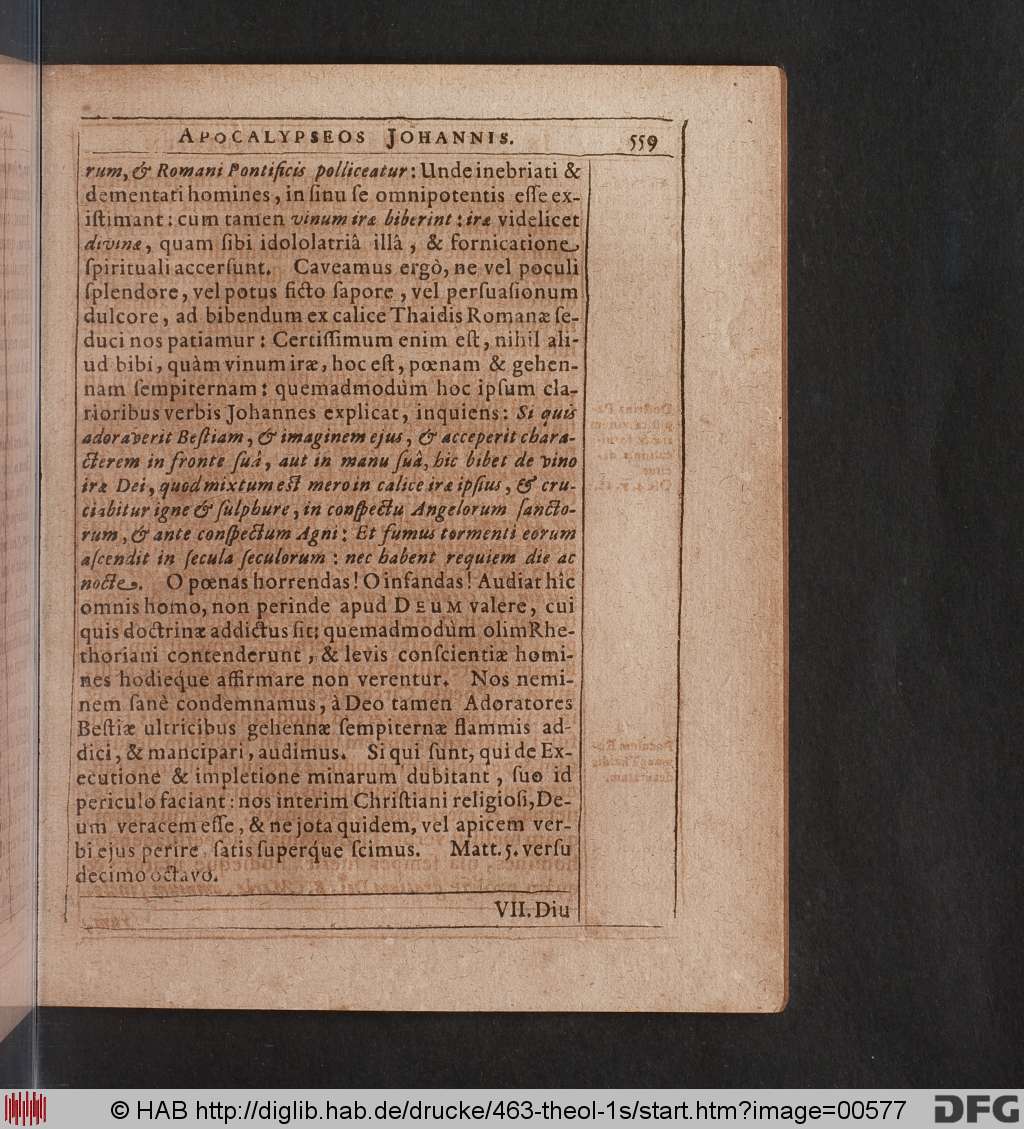 APOCALYPSEOS JOHANNIS. 559
rum, & Romani Pontificis polliceatur: Unde inebriati &
dementati homines, in ſinu ſe omnipotentis eſſe ex-
iſtimant: cum tamen vinum iræ biberint: iræ videlicet
divinæ, quam ſibi idololatriâ illâ, & fornicatione
ſpirituali accerſunt. Caveamus ergò, ne vel poculi
ſplendore, vel potus ficto ſapore, vel perſuaſionum
dulcore, ad bibendum ex calice Thaidis Romanæ ſe-
duci nos patiamur: Certiſſimum enim eſt, nihil ali-
ud bibi, quàm vinum iræ, hoc eſt, pœnam & gehen-
nam ſempiternam: quemadmodùm hoc ipſum cla-
rioribus verbis Johannes explicat, inquiens: Si quis
adoraverit Beſtiam, & imaginem ejus, & acceperit chara-
cterem in fronte ſuâ, aut in manu ſuâ, hic bibet de vino
iræ Dei, quod mixtum eſt mero in calice iræ ipſius, & cru-
ciabitur igne & ſulphure, in conſpectu Angelorum ſancto-
rum, & ante conſpectum Agni: Et fumus tormenti eorum
aſcendit in ſecula ſeculorum: nec habent requiem die ac
nocte. O pœnas horrendas! O infandas! Audiat hîc
omnis homo, non perinde apud DEUM valere, cui
quis doctrinæ addictus ſit; quemadmodùm olim Rhe-
thoriani contenderunt, & levis conſcientiæ homi-
nes hodieque affirmare non verentur. Nos nemi-
nem ſanè condemnamus, à Deo tamen Adoratores
Beſtiæ ultricibus gehennæ ſempiternæ flammis ad-
dici, & mancipari, audimus. Si qui ſunt, qui de Ex-
ecutione & impletione minarum dubitant, ſuo id
periculo faciant: nos interim Chriſtiani religioſi, De-
um veracem eſſe, & ne jota quidem, vel apicem ver-
bi ejus perire ſatis ſuperque ſcimus. Matt. 5. verſu
decimo octavo.
VII. Diu
© HAB http://diglib.hab.de/drucke/463-theol-1s/start.htm?image=00577 DFG